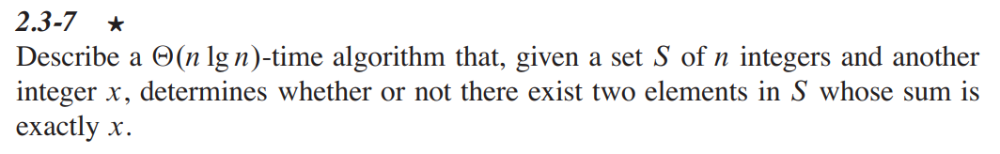 2.3-7 ★
Describe a Θ(n lg n)-time algorithm that, given a set S of n integers and another
integer x, determines whether or not there exist two elements in S whose sum is
exactly x.